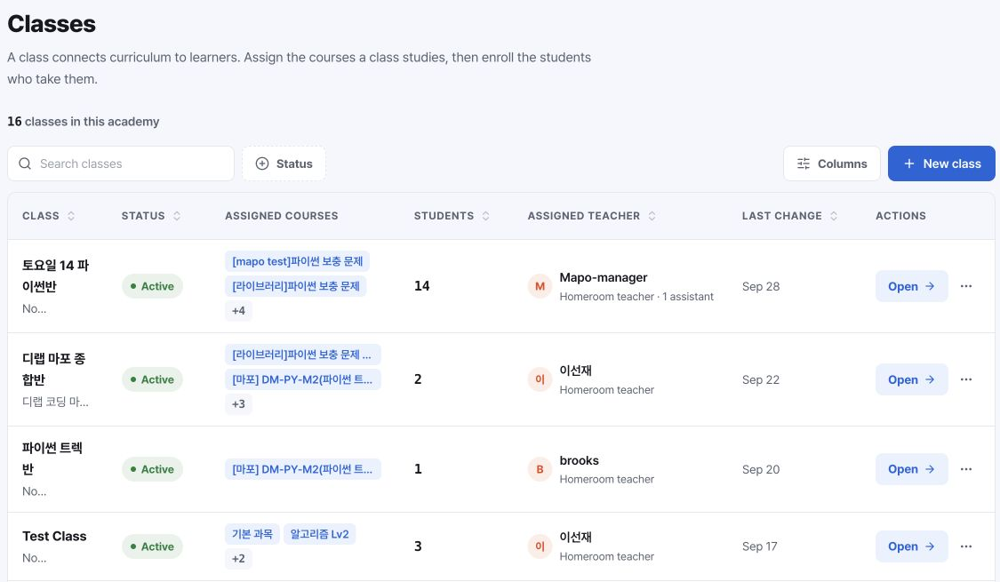 Classes
A class connects curriculum to learners. Assign the courses a class studies, then enroll the students
who take them.
16 classes in this academy
Search classes
Status
Columns
New class
CLASS STATUS ASSIGNED COURSES STUDENTS ASSIGNED TEACHER LAST CHANGE ACTIONS
토요일 14 파
이썬반
No...
Active
[mapo test]파이썬 보충 문제
[라이브러리]파이썬 보충 문제
+4
14
M
Mapo-manager
Homeroom teacher · 1 assistant
Sep 28
Open
디랩 마포 종
합반
디랩 코딩 마...
Active
[라이브러리]파이썬 보충 문제 ...
[마포] DM-PY-M2(파이썬 트...
+3
2
이
이선재
Homeroom teacher
Sep 22
Open
파이썬 트렉
반
No...
Active
[마포] DM-PY-M2(파이썬 트...
1
B
brooks
Homeroom teacher
Sep 20
Open
Test Class
No...
Active
기본 과목 알고리즘 Lv2
+2
3
이
이선재
Homeroom teacher
Sep 17
Open